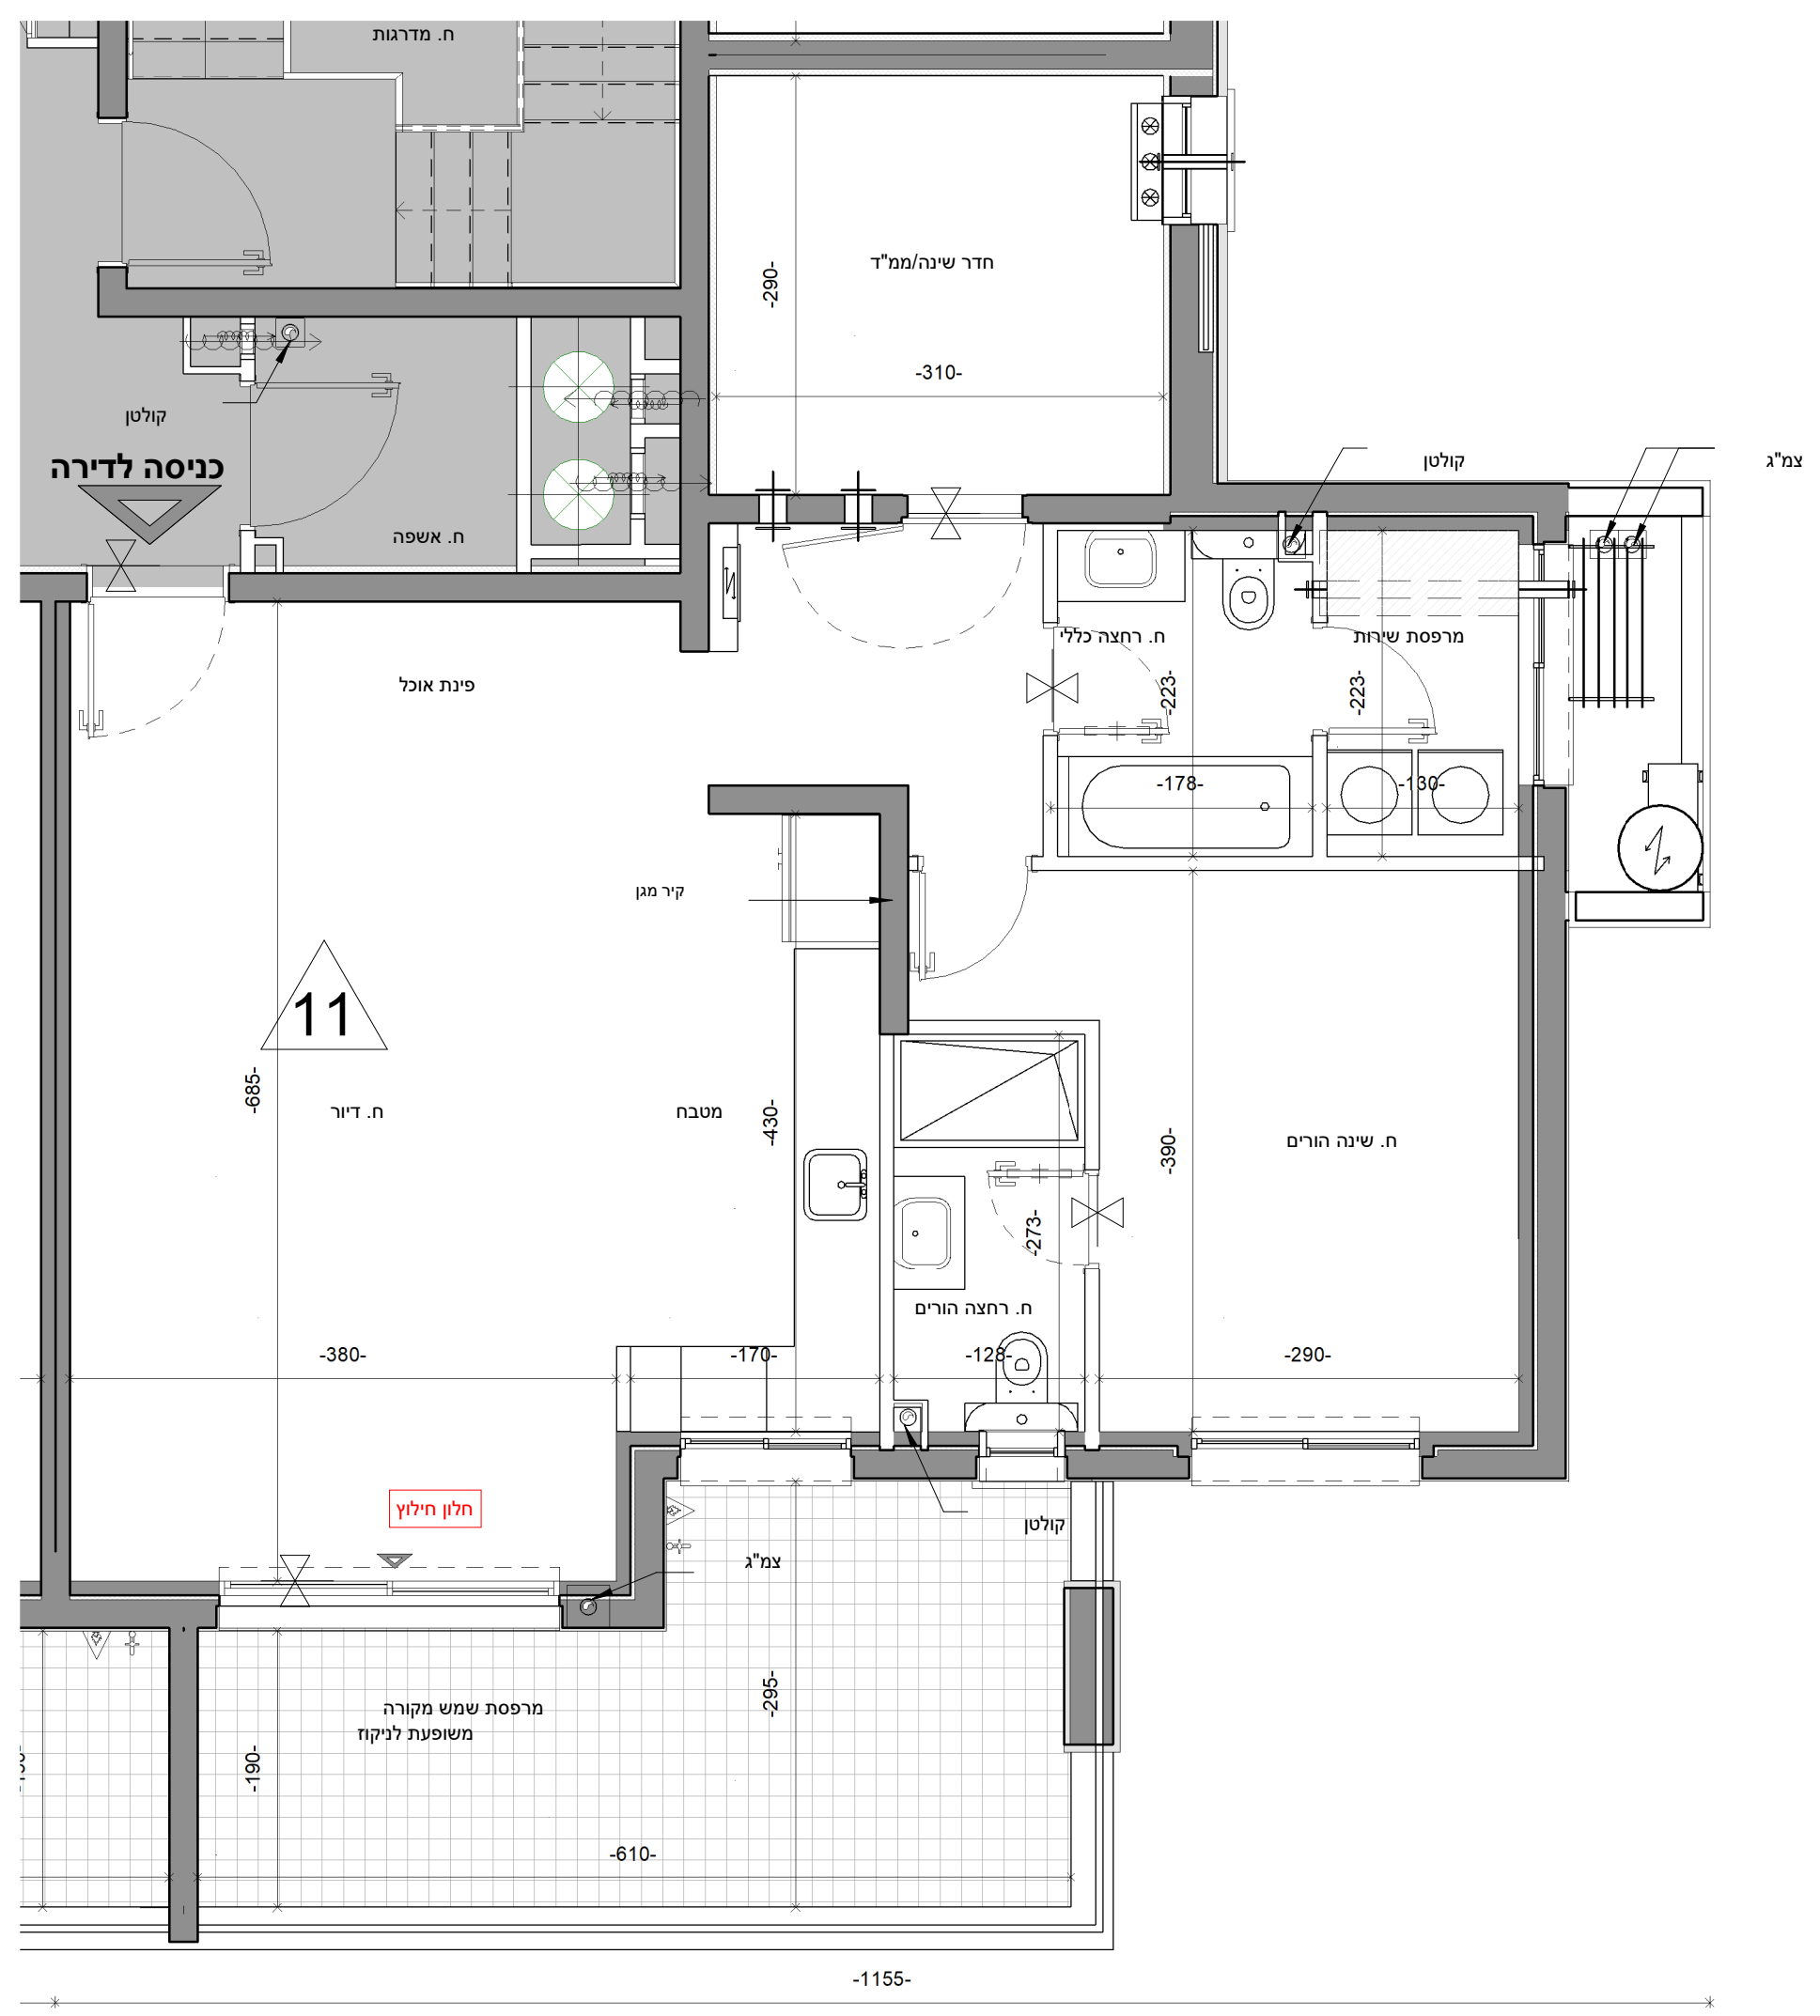 ח. מדרגות
חדר שינה/ממ"ד
-290-
-310-
קולטן
כניסה לדירה
ח. אשפה
קולטן
צמ"ג
ח. רחצה כללי
מרפסת שירות
-223-
-223-
פינת אוכל
-178-
-130-
קיר מגן
11
-685-
ח. דיור
מטבח
-430-
-390-
ח. שינה הורים
-273-
ח. רחצה הורים
-380-
-170-
-128-
-290-
חלון חילוץ
קולטן
צמ"ג
מרפסת שמש מקורה
משופעת לניקוז
-295-
-190-
-610-
-1155-